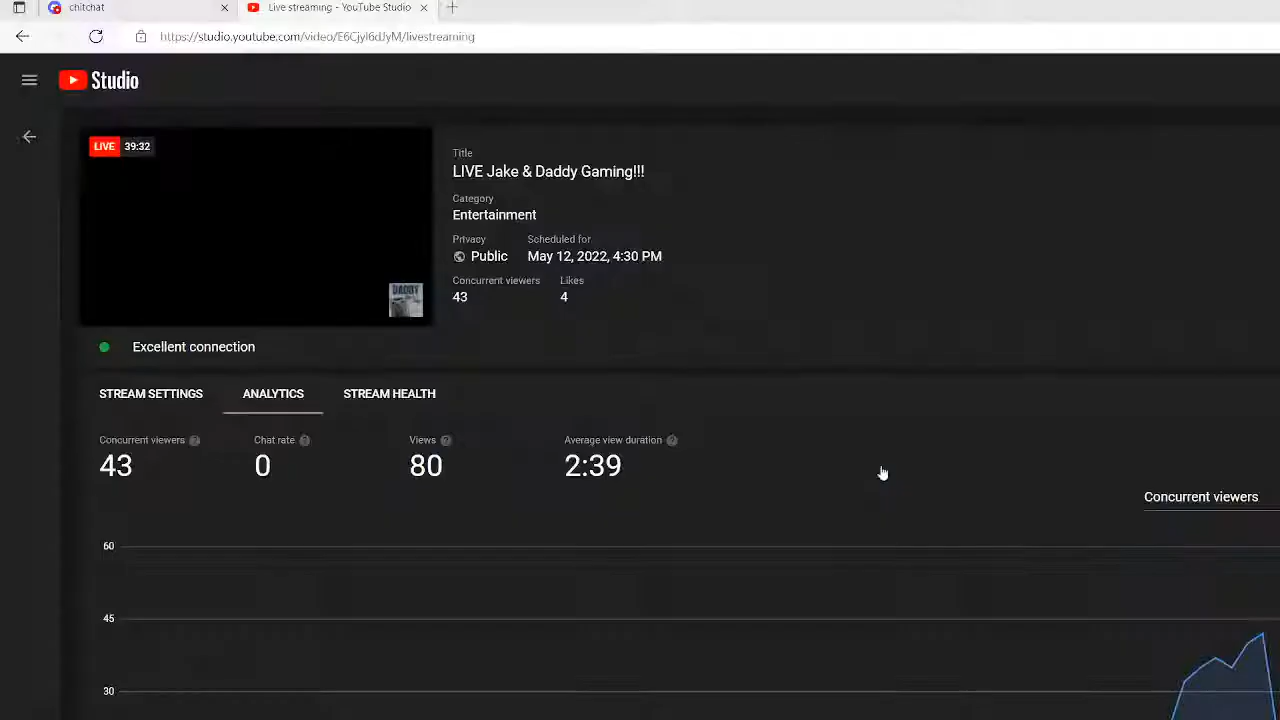 chitchat
Live streaming - YouTube Studio
https://studio.youtube.com/video/E6Cjyl6dJyM/livestreaming
Studio
LIVE 39:32
DADDY
Title
LIVE Jake & Daddy Gaming!!!
Category
Entertainment
Privacy Scheduled for
Public May 12, 2022, 4:30 PM
Concurrent viewers Likes
43 4
Excellent connection
STREAM SETTINGS ANALYTICS STREAM HEALTH
Concurrent viewers Chat rate Views Average view duration
43 0 80 2:39
Concurrent viewers
60
45
30